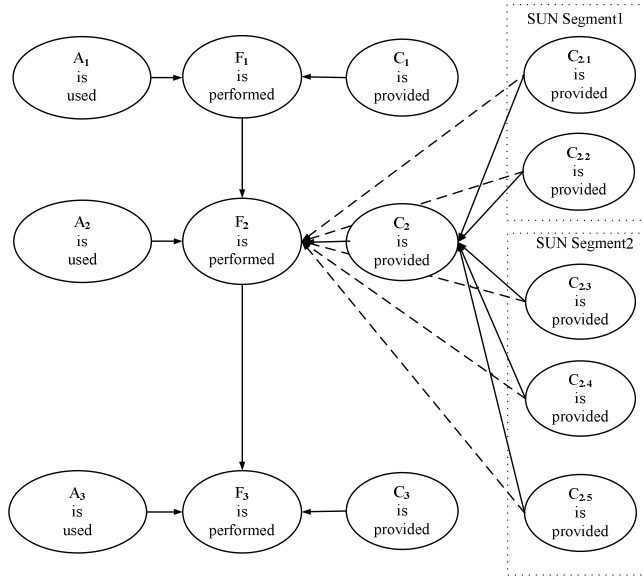 SUN Segment1
A1
is
used
F1
is
performed
C1
is
provided
C2.1
is
provided
C2.2
is
provided
A2
is
used
F2
is
performed
C2
is
provided
SUN Segment2
C2.3
is
provided
C2.4
is
provided
A3
is
used
F3
is
performed
C3
is
provided
C2.5
is
provided